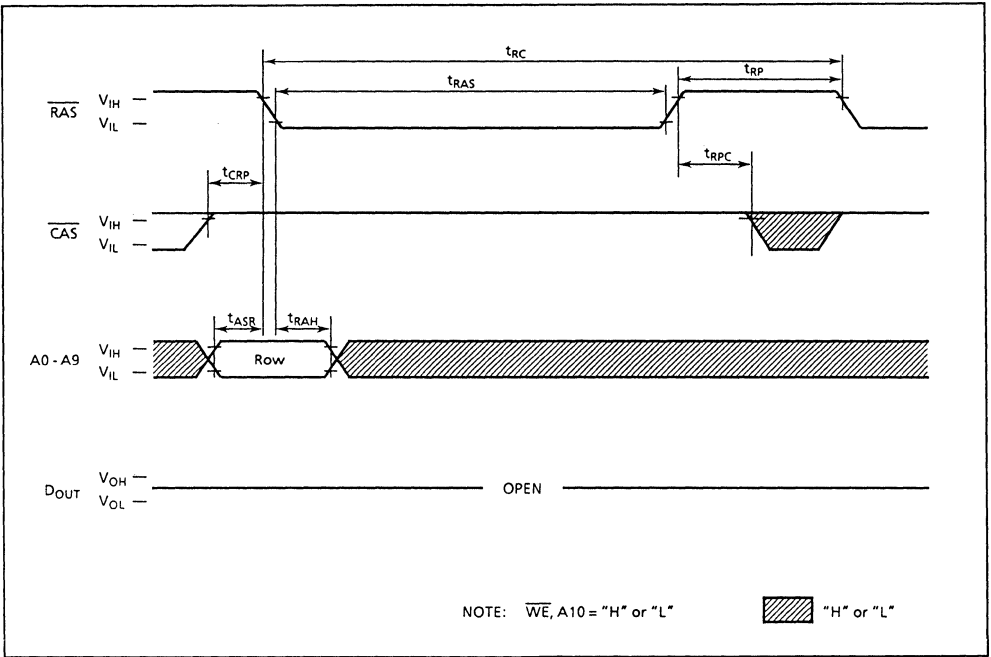 tRC
tRP
tRAS
RAS VIH
VIL
tRPC
tCRP
CAS VIH
VIL
tASR tRAH
A0 - A9 VIH
VIL
Row
DOUT VOH
VOL
OPEN
NOTE: WE, A10 = "H" or "L" "H" or "L"